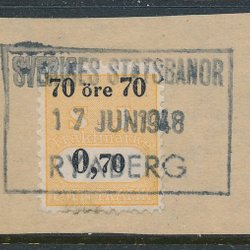 SVERIGES STATSBANOR
70 öre 70
17 JUN 1948
RYDBERG
0,70